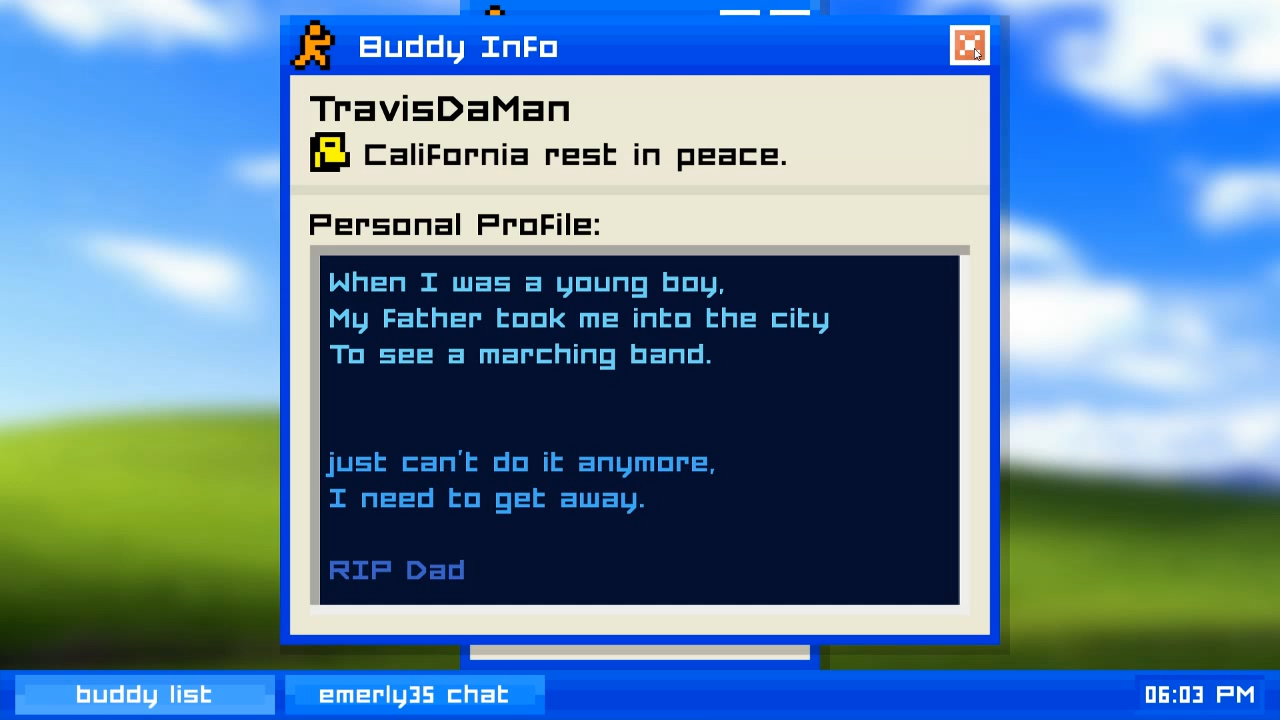 Buddy Info
TravisDaMan
California rest in peace.
Personal Profile:
When I was a young boy,
My Father took me into the city
To see a marching band.
just can't do it anymore,
I need to get away.
RIP Dad
buddy list
emerly35 chat
06:03 PM